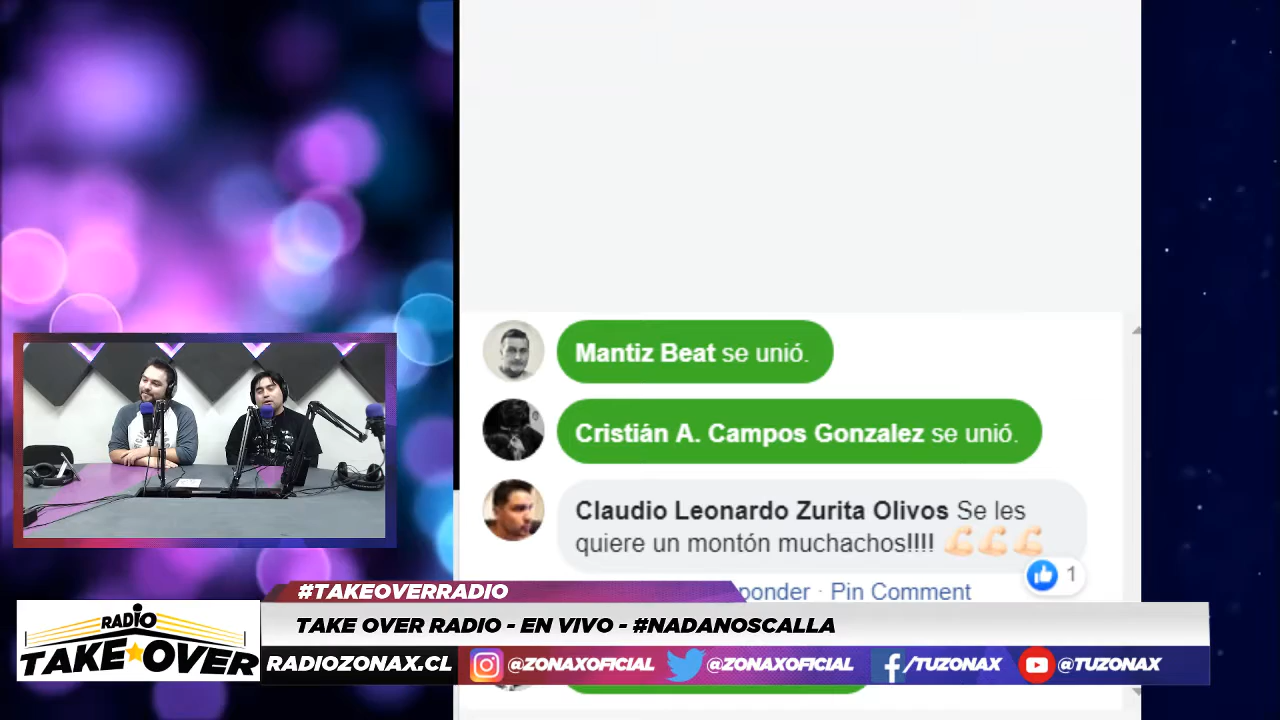 Mantiz Beat se unió.
Cristián A. Campos Gonzalez se unió.
Claudio Leonardo Zurita Olivos Se les
quiere un montón muchachos!!!! 💪🏻💪🏻💪🏻
1
ponder · Pin Comment
#TAKEOVERRADIO
TAKE OVER RADIO - EN VIVO - #NADANOSCALLA
RADIO
TAKE OVER
RADIOZONAX.CL @ZONAXOFICIAL @ZONAXOFICIAL /TUZONAX @TUZONAX